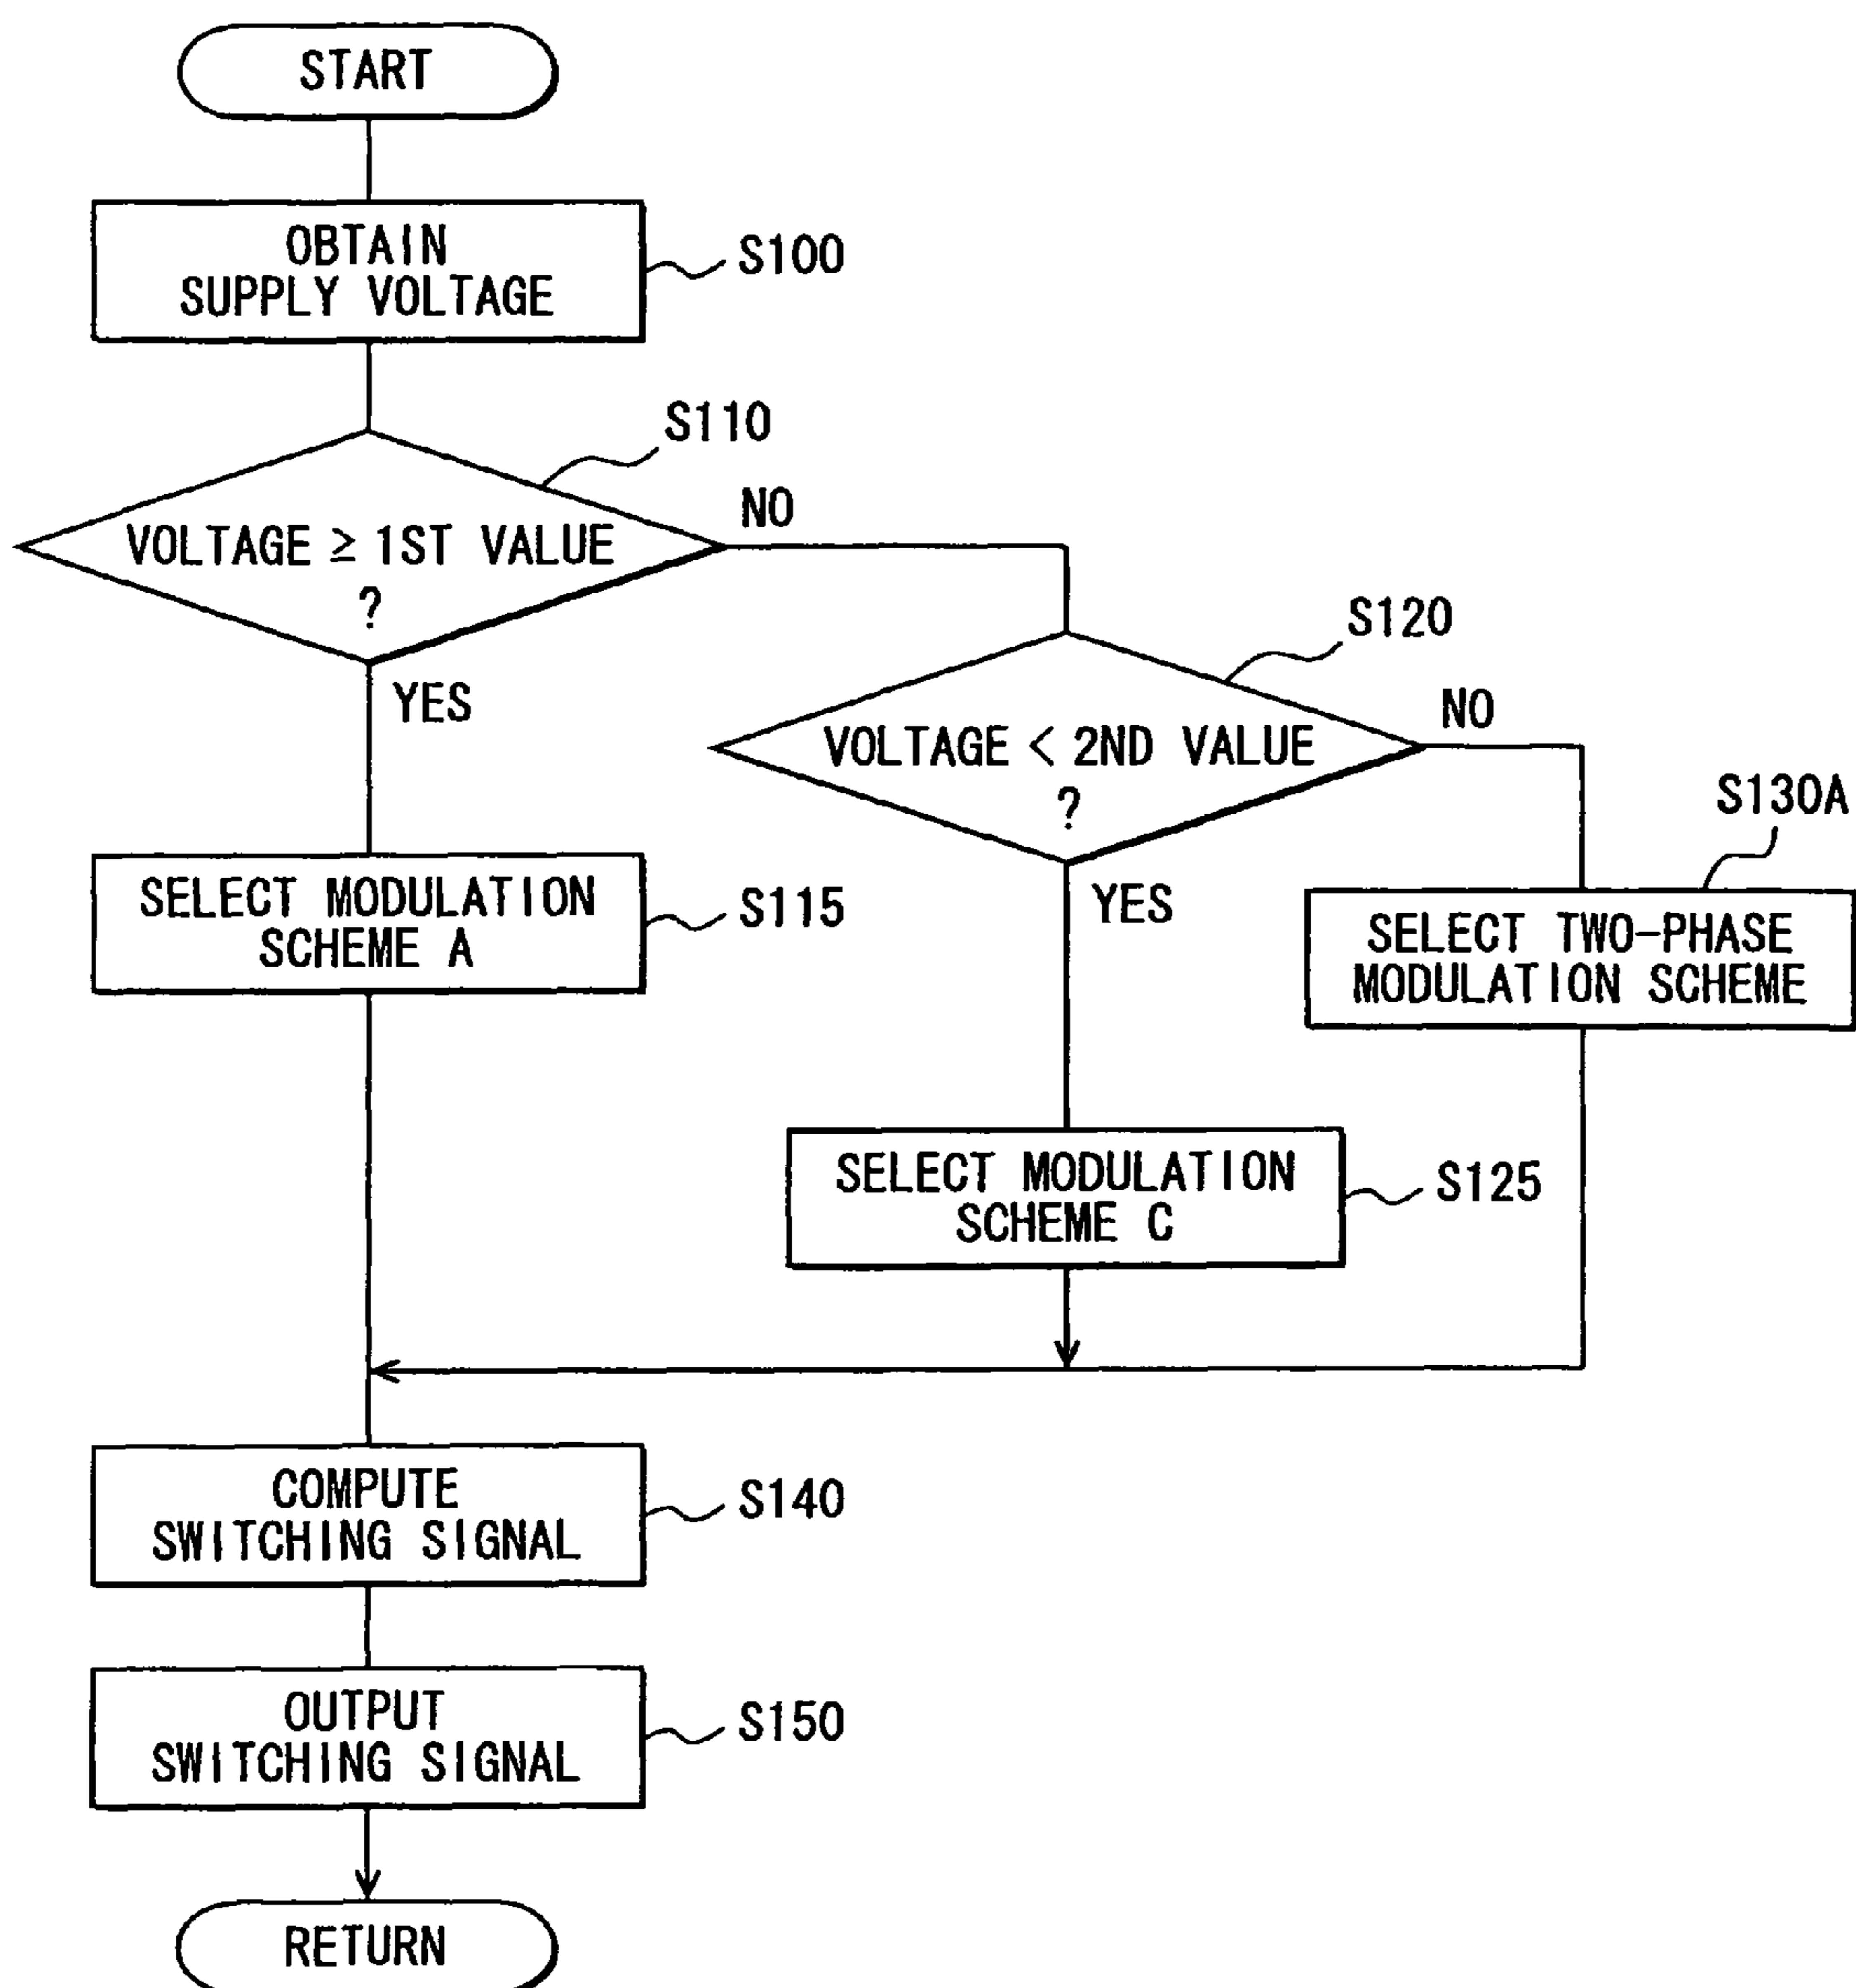 START
OBTAIN
SUPPLY VOLTAGE
S100
S110
VOLTAGE ≥ 1ST VALUE
?
NO
YES
S120
VOLTAGE < 2ND VALUE
?
NO
YES
S130A
SELECT MODULATION
SCHEME A
S115
SELECT TWO-PHASE
MODULATION SCHEME
SELECT MODULATION
SCHEME C
S125
COMPUTE
SWITCHING SIGNAL
S140
OUTPUT
SWITCHING SIGNAL
S150
RETURN